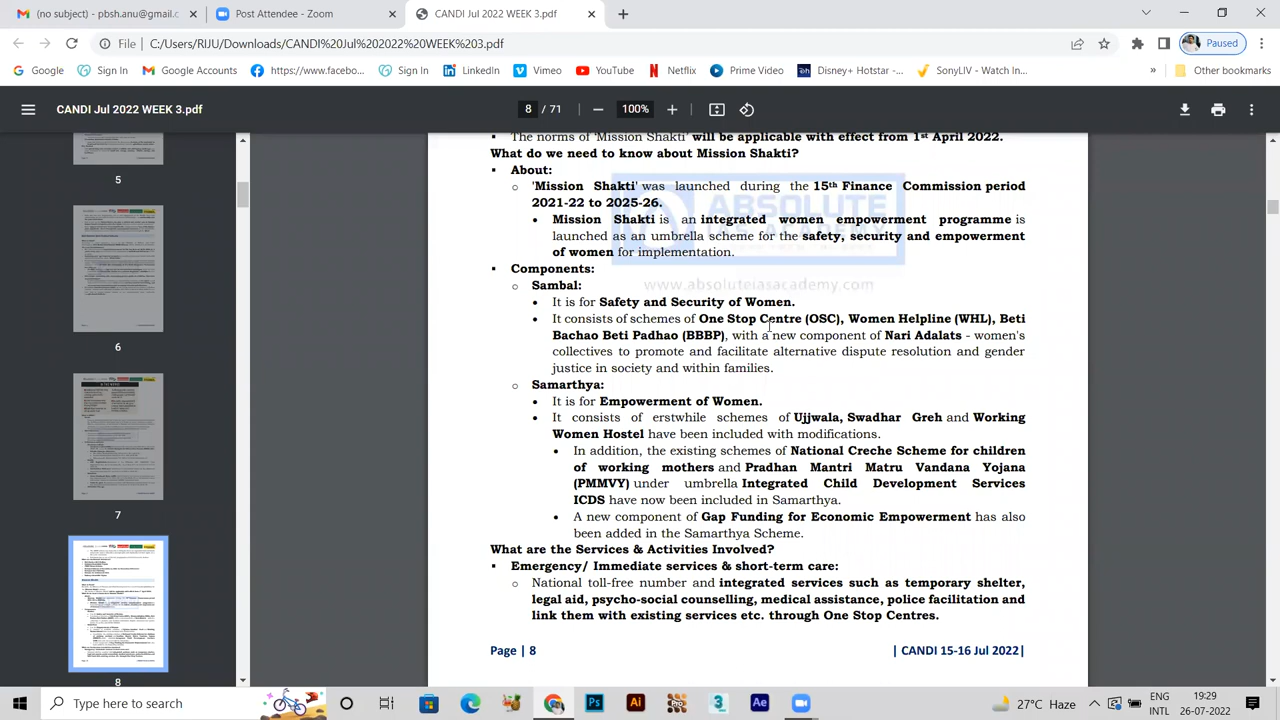 (no subject) - pbsh.anu@gmail.c
Post Attendee - Zoom
CANDI Jul 2022 WEEK 3.pdf
File
C:/Users/RIJU/Downloads/CANDI%20Jul%202022%20WEEK%203.pdf
Paused
Google
Sign In
Google Accounts
https://www.facebo...
Sign In
LinkedIn
Vimeo
YouTube
Netflix
Prime Video
Disney+ Hotstar -...
SonyLIV - Watch In...
»
Other bookmarks
CANDI Jul 2022 WEEK 3.pdf
8 / 71
100%
5
6
7
8
The norms of 'Mission Shakti' will be applicable with effect from 1st April 2022.
What do we need to know about Mission Shakti?
▪ About:
o 'Mission Shakti' was launched during the 15th Finance Commission period
2021-22 to 2025-26.
• Mission Shakti is an integrated women empowerment programme is
launched as an umbrella scheme for the safety, security and empowerment
of women for implementation.
▪ Components:
o Sambal:
www.absoluteiasacademy.com
• It is for Safety and Security of Women.
• It consists of schemes of One Stop Centre (OSC), Women Helpline (WHL), Beti
Bachao Beti Padhao (BBBP), with a new component of Nari Adalats - women's
collectives to promote and facilitate alternative dispute resolution and gender
justice in society and within families.
o Samarthya:
• It is for Empowerment of Women.
• It consists of erstwhile schemes of Ujjwala, Swadhar Greh and Working
Women Hostel have been included with modifications.
• In addition, the existing schemes of National Creche Scheme for children
of working mothers and Pradhan Mantri Matru Vandana Yojana
(PMMVY) under umbrella Integrated Child Development Services
ICDS have now been included in Samarthya.
• A new component of Gap Funding for Economic Empowerment has also
been added in the Samarthya Scheme.
What are the Services & Activities involved?
▪ Emergency/ Immediate services & short-term care:
o National toll-free number and integrated services such as temporary shelter,
legal aid, psycho-social counselling, medical assistance, police facilitation and
link them with existing services etc. through One Stop Centres.
Page | 8
| CANDI 15-16 Jul 2022|
Type here to search
Ps
Ai
Pro
3
Ae
27°C Haze
ENG
INTL
19:29
26-07-2022